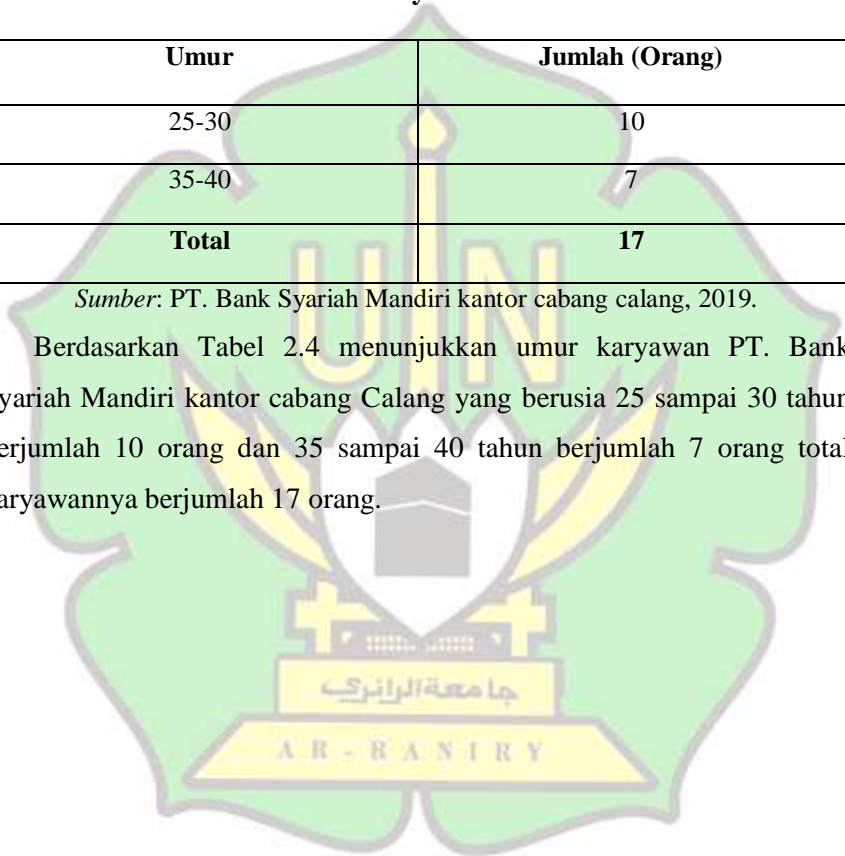 Umur Jumlah (Orang)
25-30 10
35-40 7
Total 17
Sumber: PT. Bank Syariah Mandiri kantor cabang calang, 2019.
Berdasarkan Tabel 2.4 menunjukkan umur karyawan PT. Bank
yariah Mandiri kantor cabang Calang yang berusia 25 sampai 30 tahun
erjumlah 10 orang dan 35 sampai 40 tahun berjumlah 7 orang total
aryawannya berjumlah 17 orang.
UIN
جامعة الرانري
AR-RANIRY